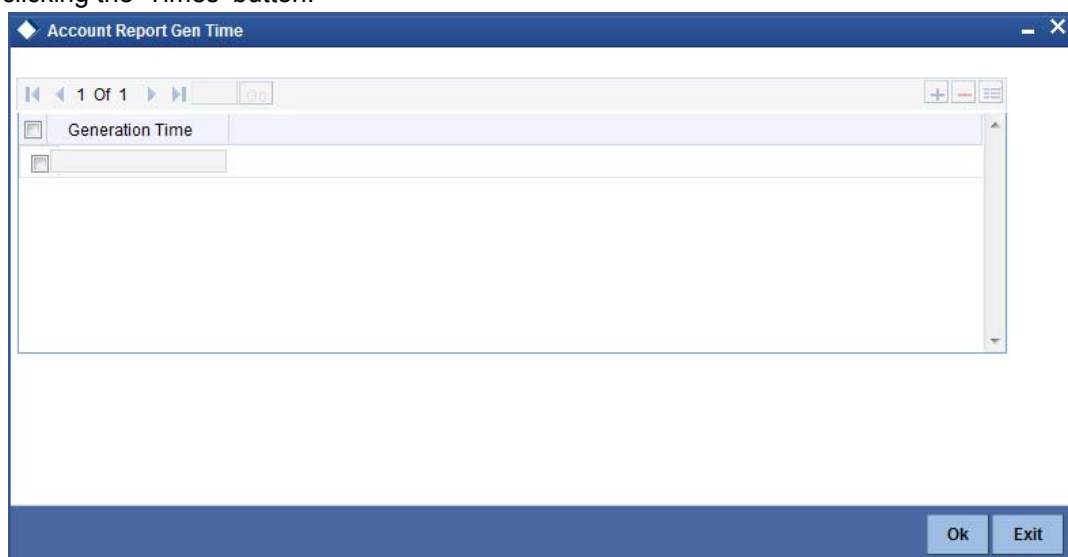 clicking the 'Times' button.
Account Report Gen Time
1 Of 1 Go
Generation Time
Ok Exit